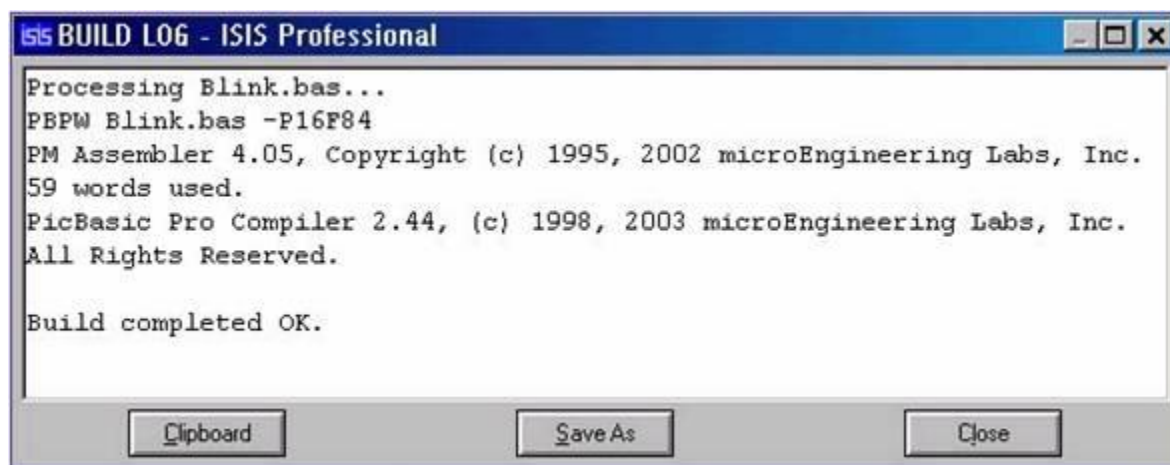 isis BUILD LOG - ISIS Professional
Processing Blink.bas...
PBPW Blink.bas -P16F84
PM Assembler 4.05, Copyright (c) 1995, 2002 microEngineering Labs, Inc.
59 words used.
PicBasic Pro Compiler 2.44, (c) 1998, 2003 microEngineering Labs, Inc.
All Rights Reserved.
Build completed OK.
Clipboard Save As Close